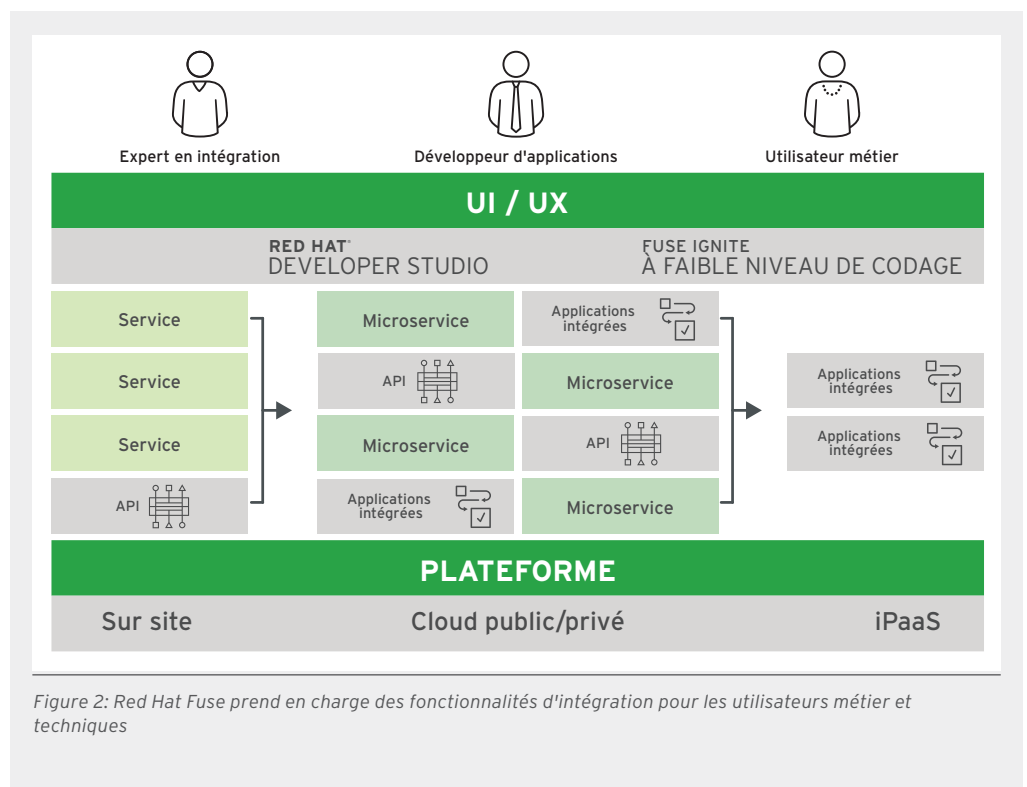 Expert en intégration
Développeur d'applications
Utilisateur métier
UI / UX
RED HAT®
DEVELOPER STUDIO
FUSE IGNITE
À FAIBLE NIVEAU DE CODAGE
Service
Service
Service
API
Microservice
API
Microservice
Applications
intégrées
Applications
intégrées
Microservice
API
Microservice
Applications
intégrées
Applications
intégrées
PLATEFORME
Sur site
Cloud public/privé
iPaaS
Figure 2: Red Hat Fuse prend en charge des fonctionnalités d'intégration pour les utilisateurs métier et
techniques